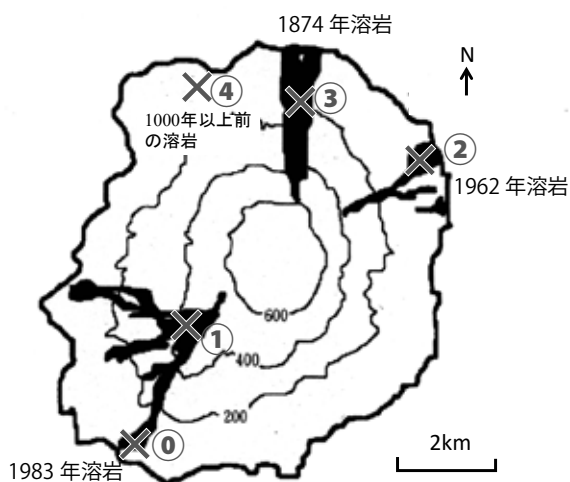 1874 年溶岩
N
④
③
1000年以上前
の溶岩
②
1962 年溶岩
600
①
400
200
⓪
1983 年溶岩
2km